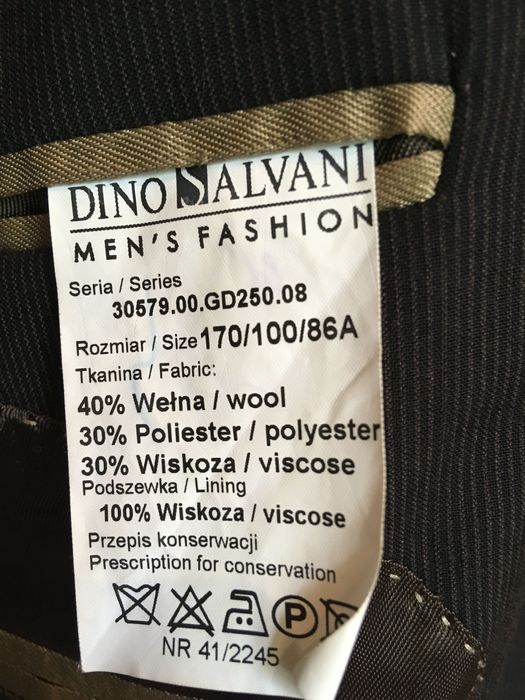 DINO SALVANI
MEN'S FASHION
Seria / Series
30579.00.GD250.08
Rozmiar / Size 170/100/86A
Tkanina / Fabric:
40% Wełna / wool
30% Poliester / polyester
30% Wiskoza / viscose
Podszewka / Lining
100% Wiskoza / viscose
Przepis konserwacji
Prescription for conservation
P
NR 41/2245